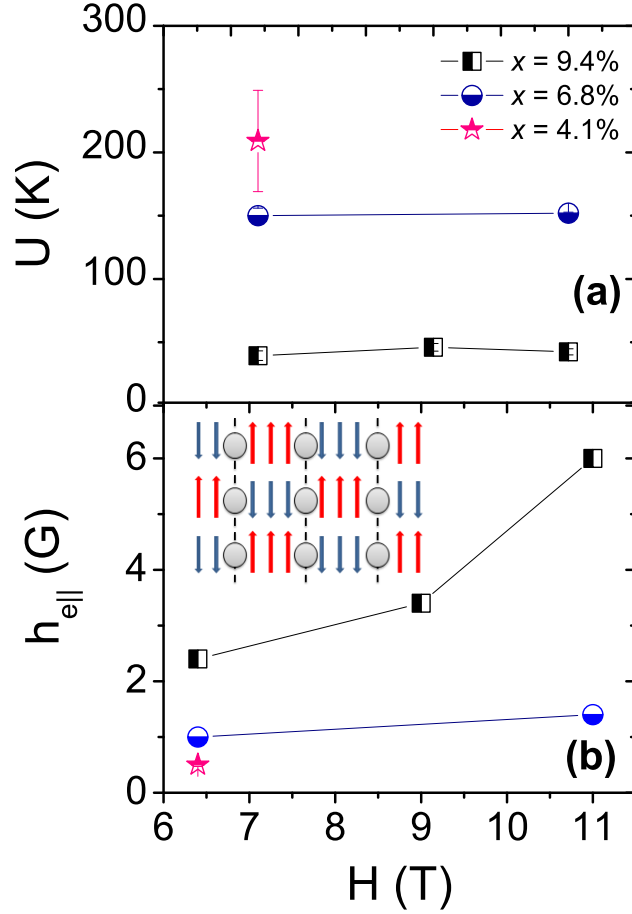 300
200
100
0
U (K)
x = 9.4%
x = 6.8%
x = 4.1%
(a)
6
4
2
0
h_{e||} (G)
(b)
6 7 8 9 10 11
H (T)